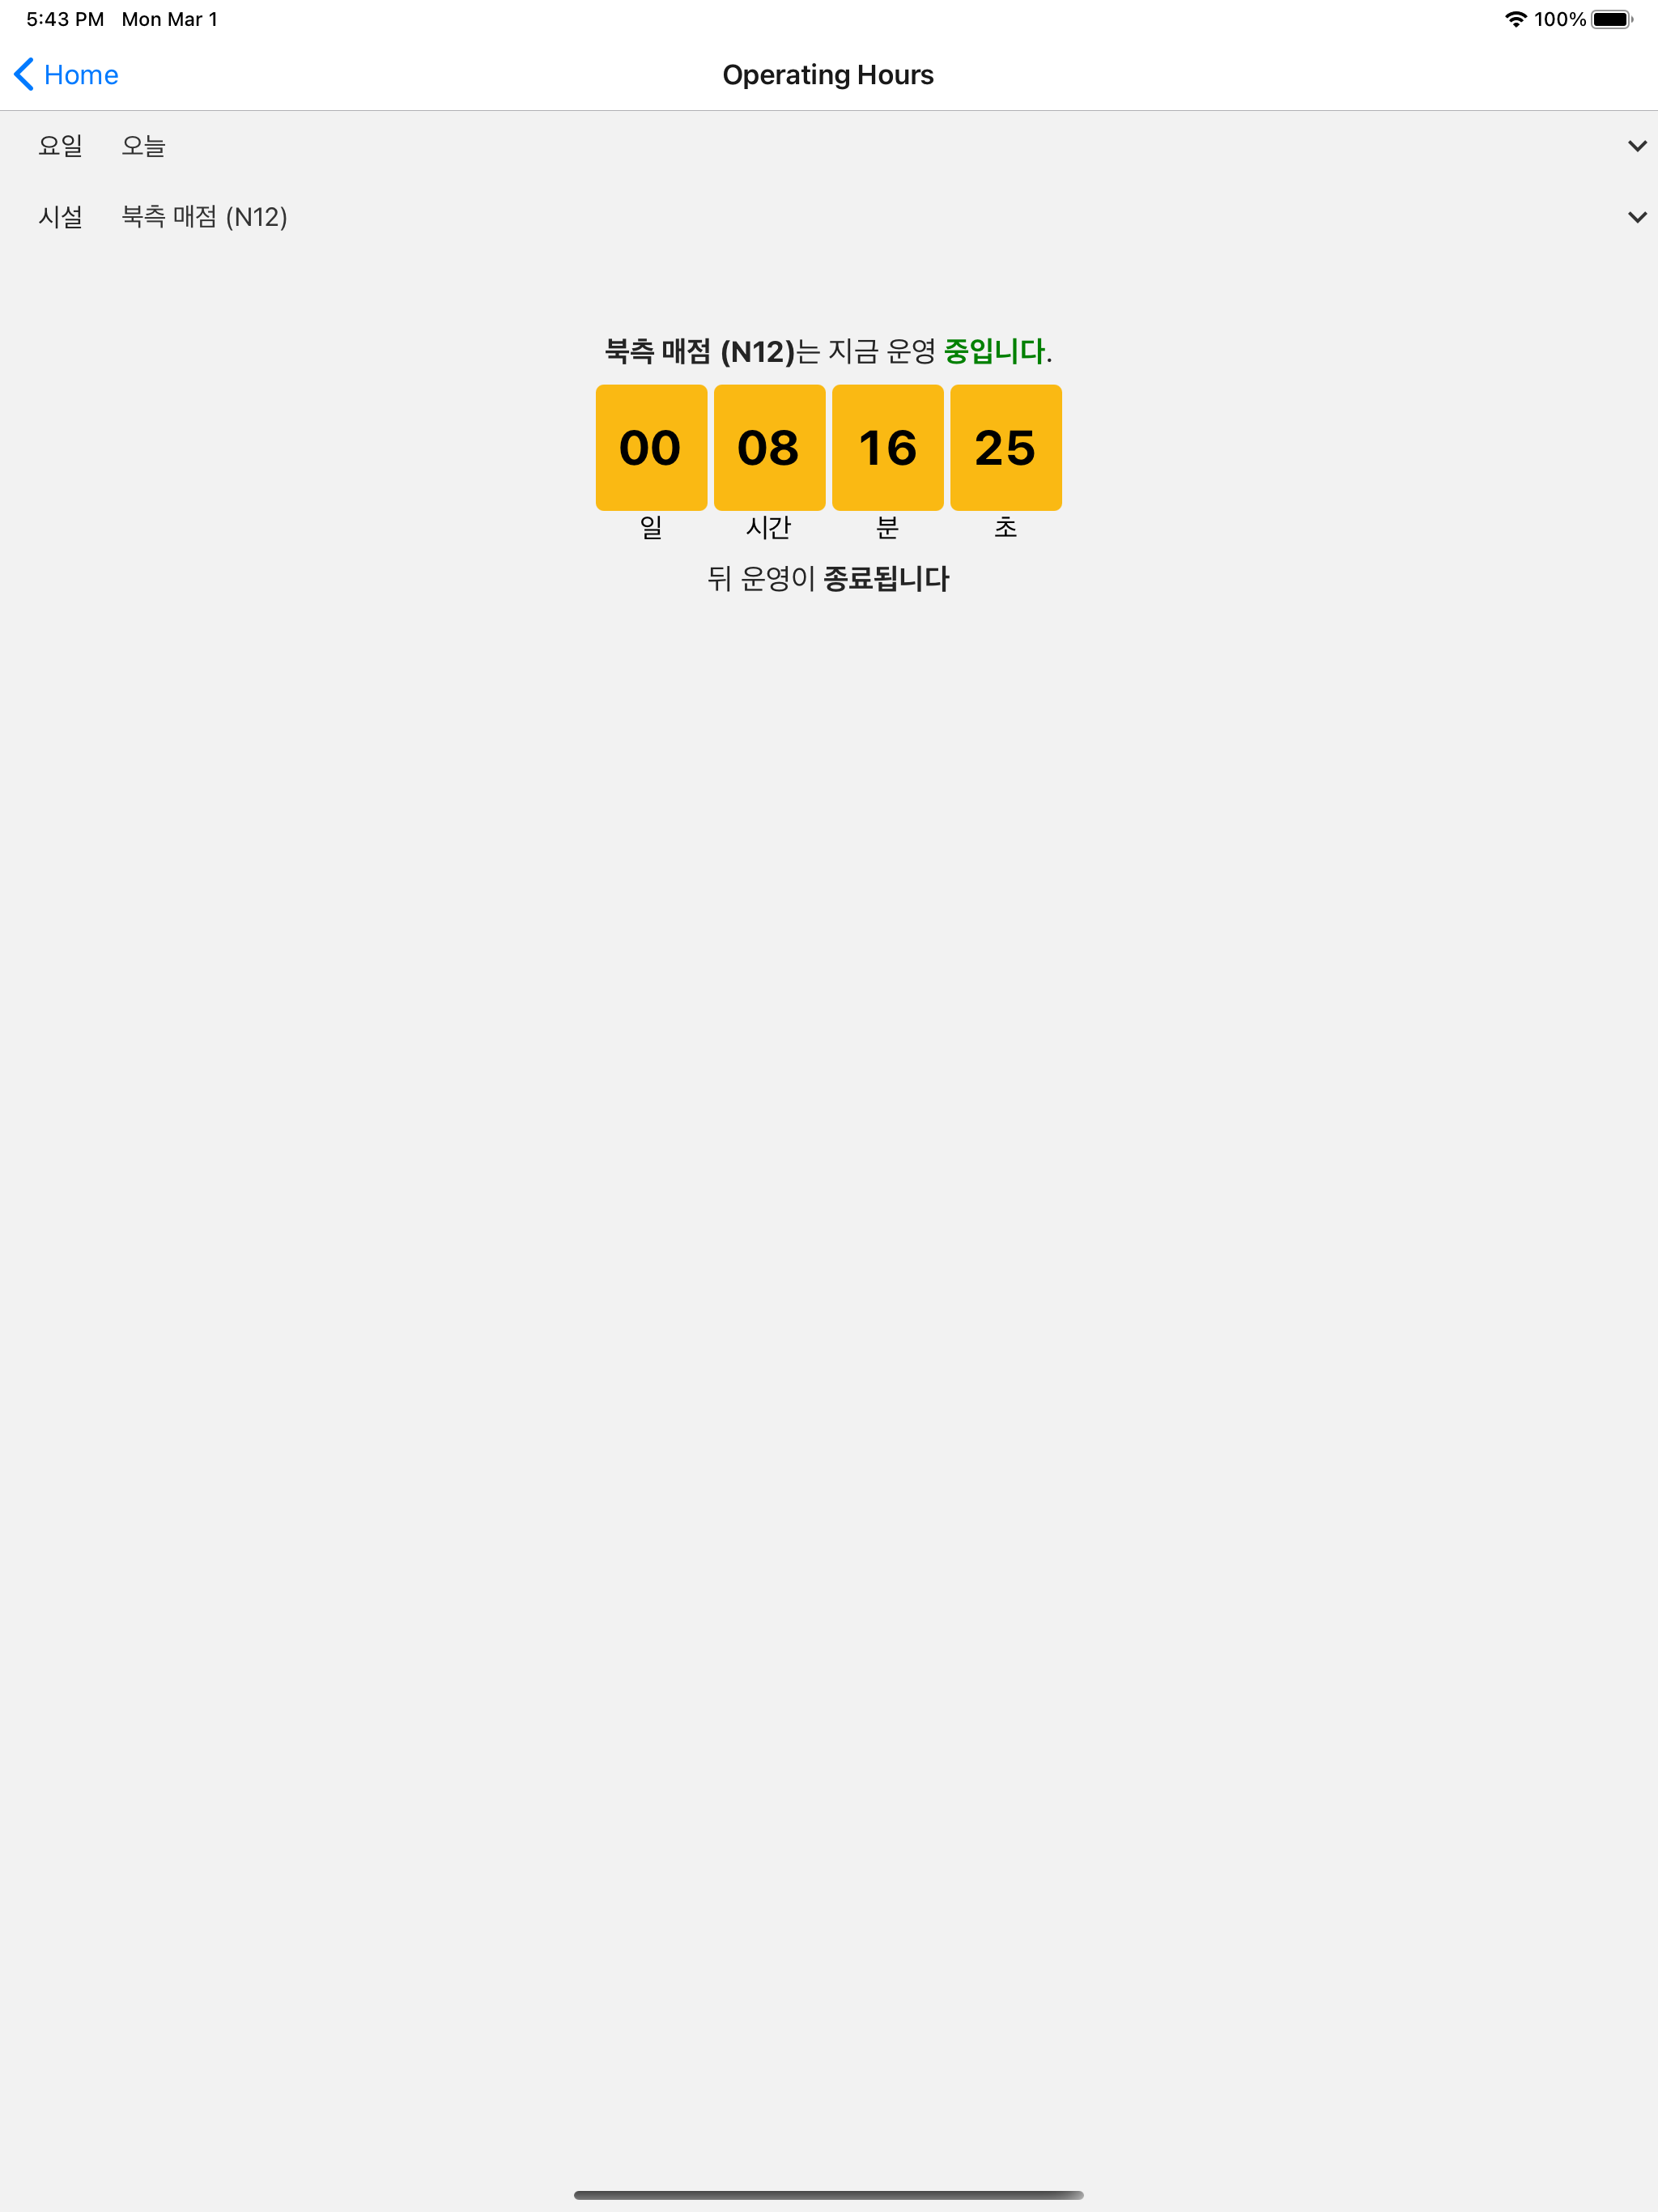 5:43 PM Mon Mar 1 100%
Home Operating Hours
요일 오늘
시설 북측 매점 (N12)
북측 매점 (N12)는 지금 운영 중입니다.
00 08 16 25
일 시간 분 초
뒤 운영이 종료됩니다